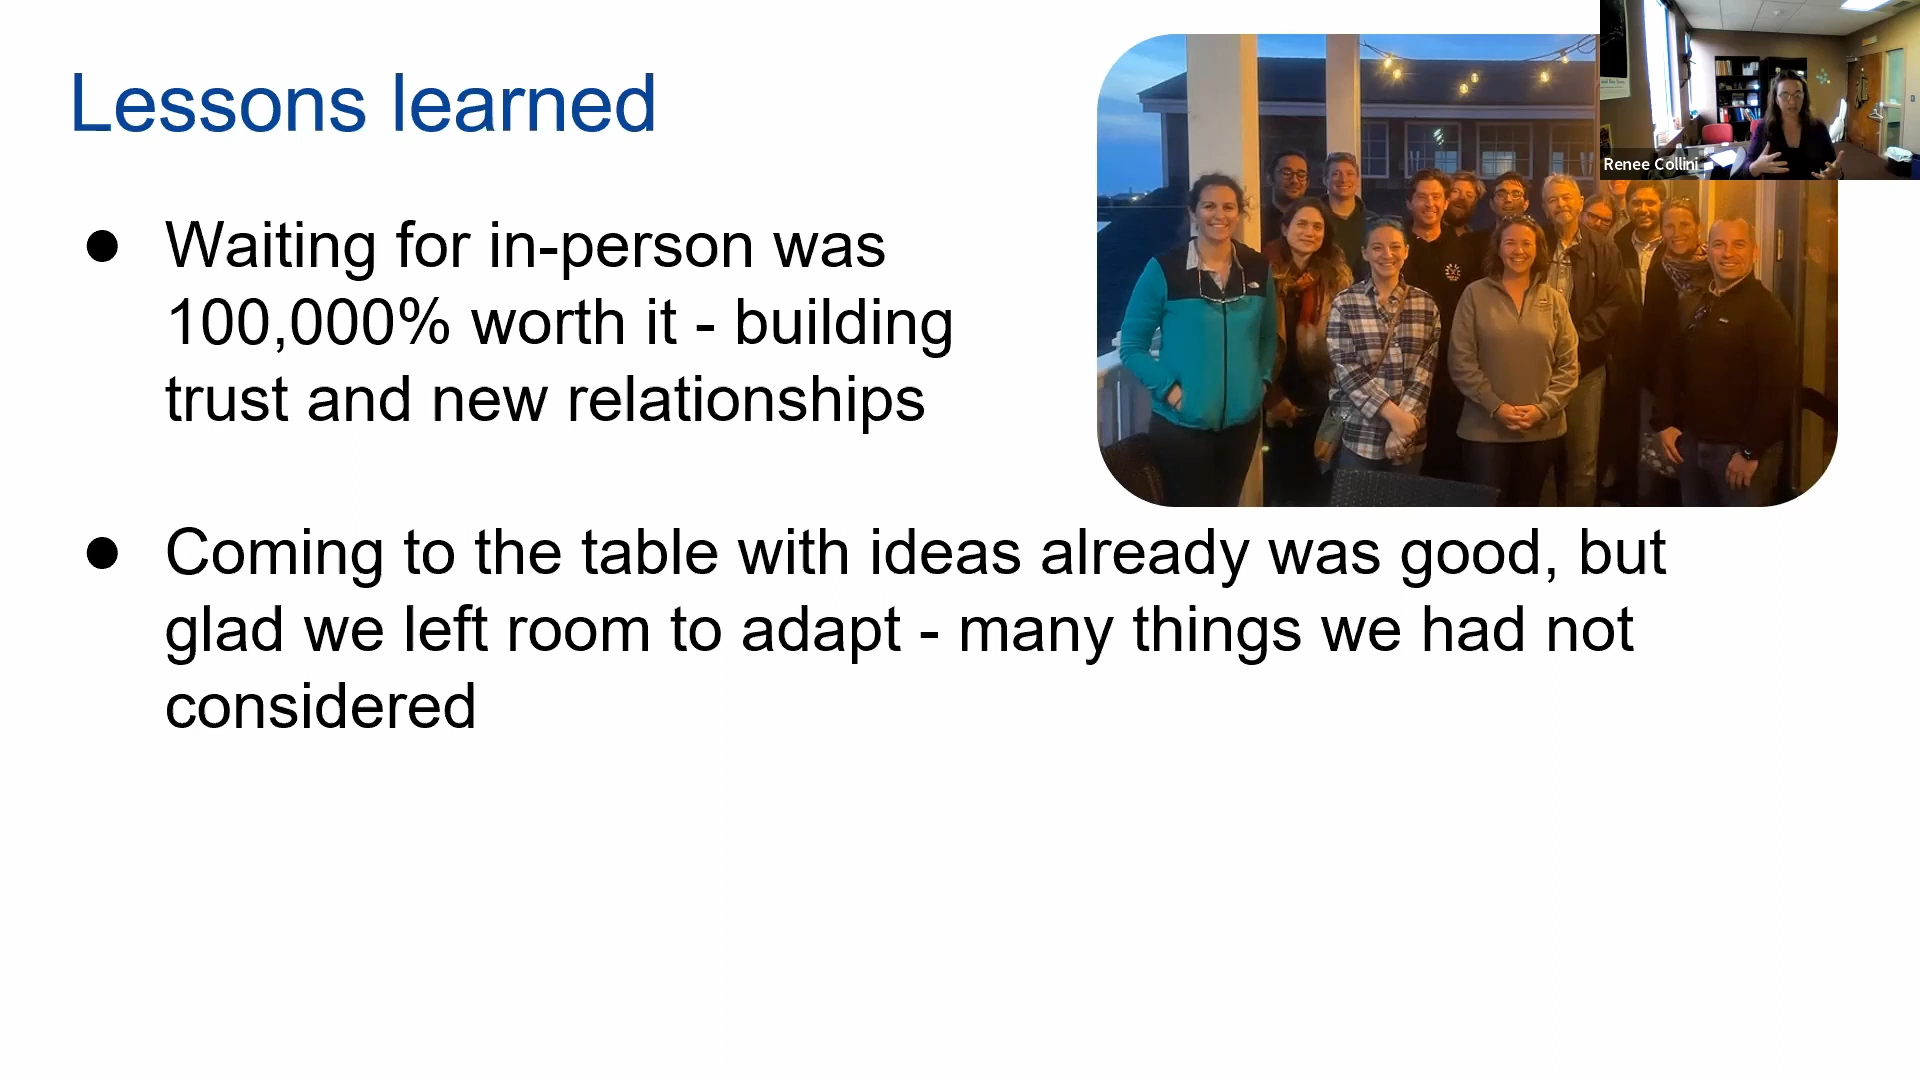 Lessons learned
Renee Collini
● Waiting for in-person was
100,000% worth it - building
trust and new relationships
● Coming to the table with ideas already was good, but
glad we left room to adapt - many things we had not
considered